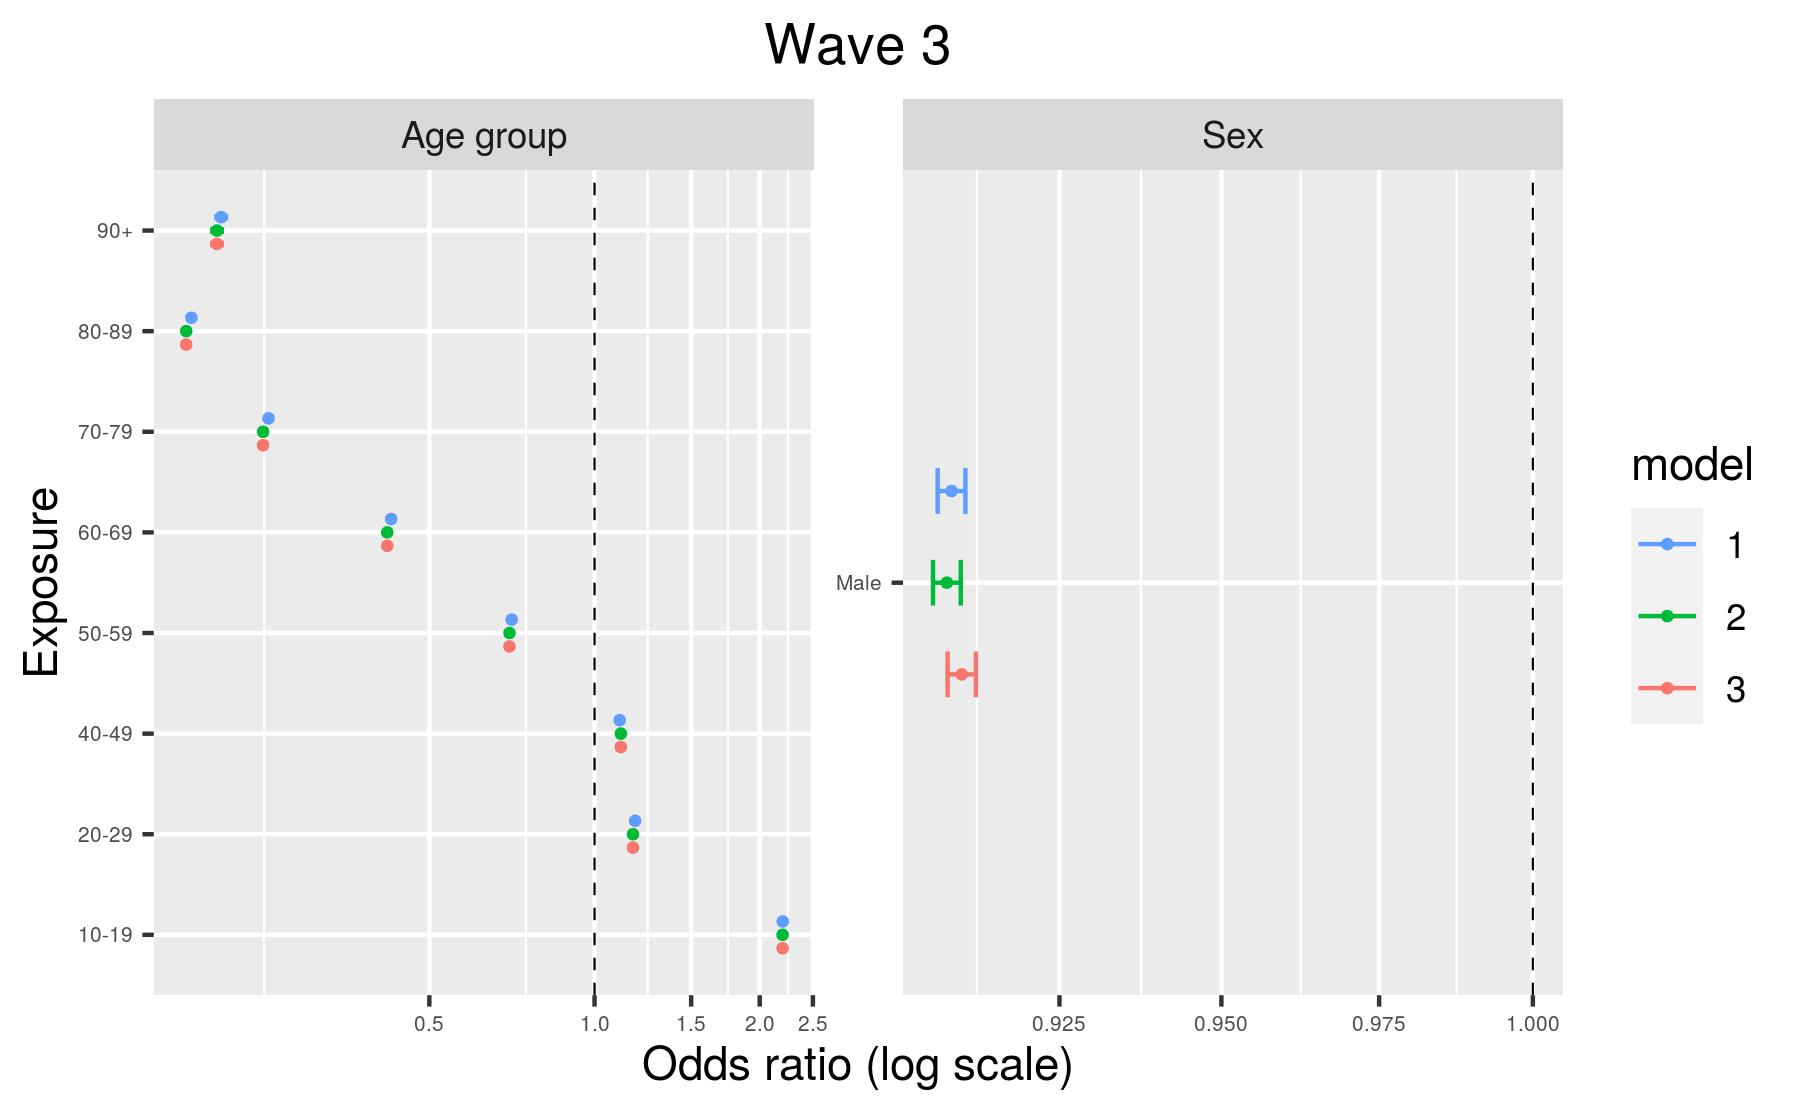 Wave 3
Age group
Sex
90+
80-89
70-79
60-69
50-59
40-49
20-29
10-19
Exposure
Male
0.5 1.0 1.5 2.0 2.5
0.925 0.950 0.975 1.000
Odds ratio (log scale)
model
1
2
3